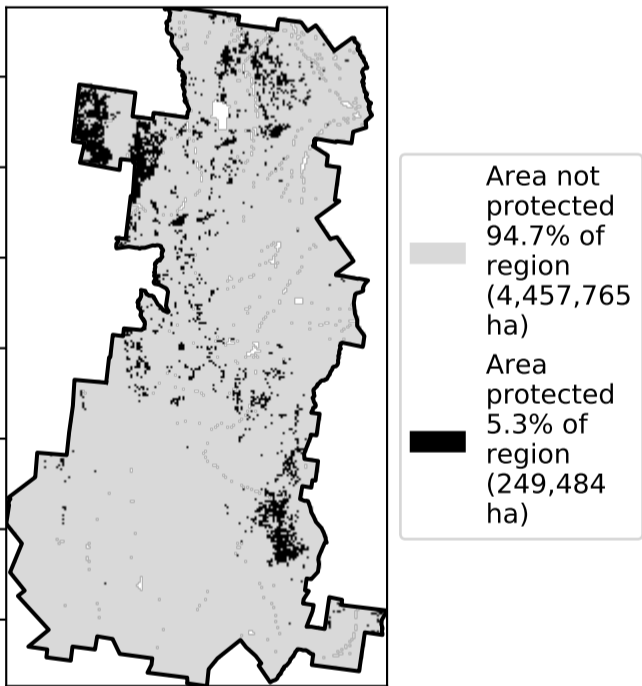 Area not
protected
94.7% of
region
(4,457,765
ha)
Area
protected
5.3% of
region
(249,484
ha)